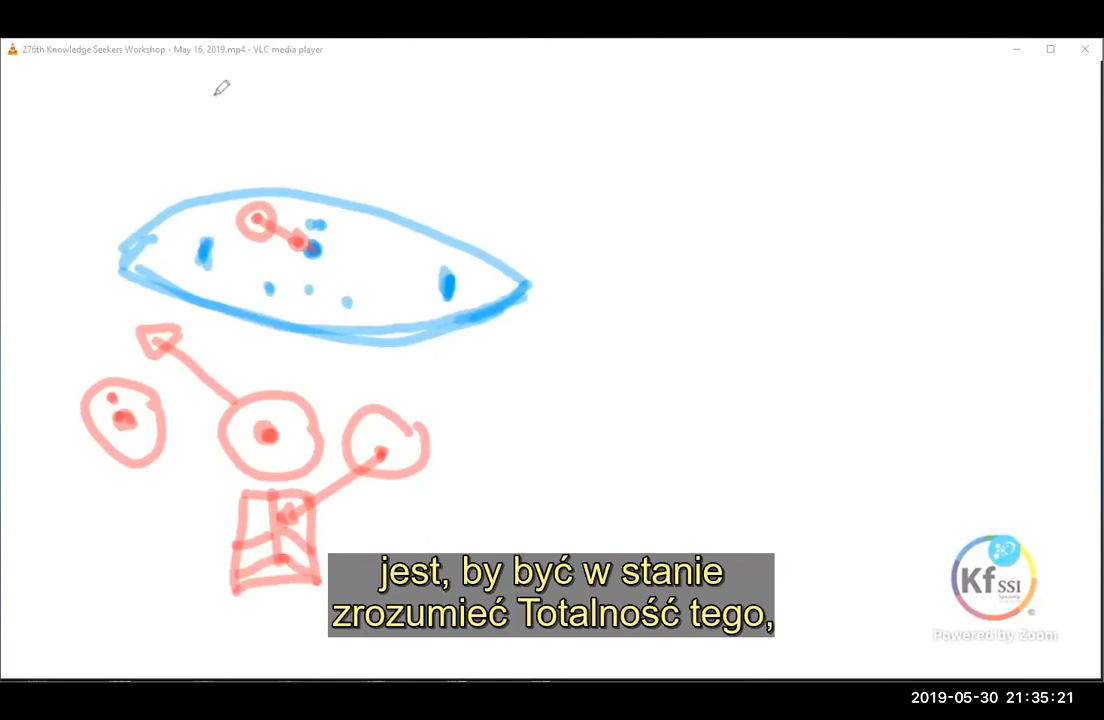 276th Knowledge Seekers Workshop - May 16, 2019.mp4 - VLC media player
jest, by być w stanie
zrozumieć Totalność tego,
Kf SSI
Powered by Zoom
2019-05-30 21:35:21